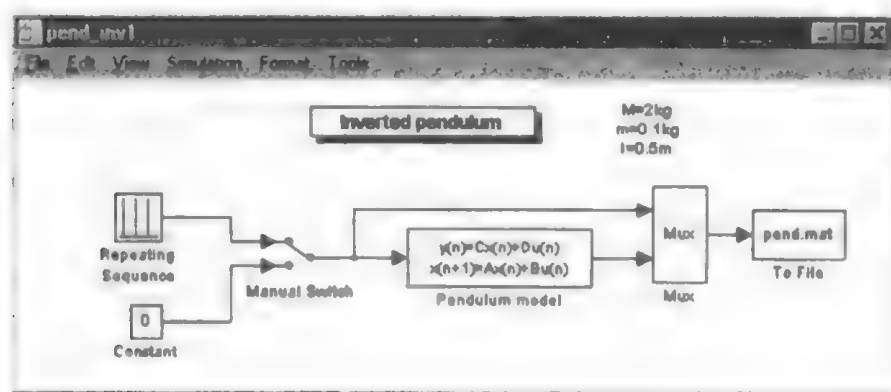 pend_inv1
File Edit View Simulation Format Tools
Inverted pendulum
M=2kg
m=0.1kg
l=0.5m
Repeating
Sequence
Manual Switch
y(n)=Cx(n)+Du(n)
x(n+1)=Ax(n)+Bu(n)
Pendulum model
Mux
Mux
pend.mat
To File
0
Constant